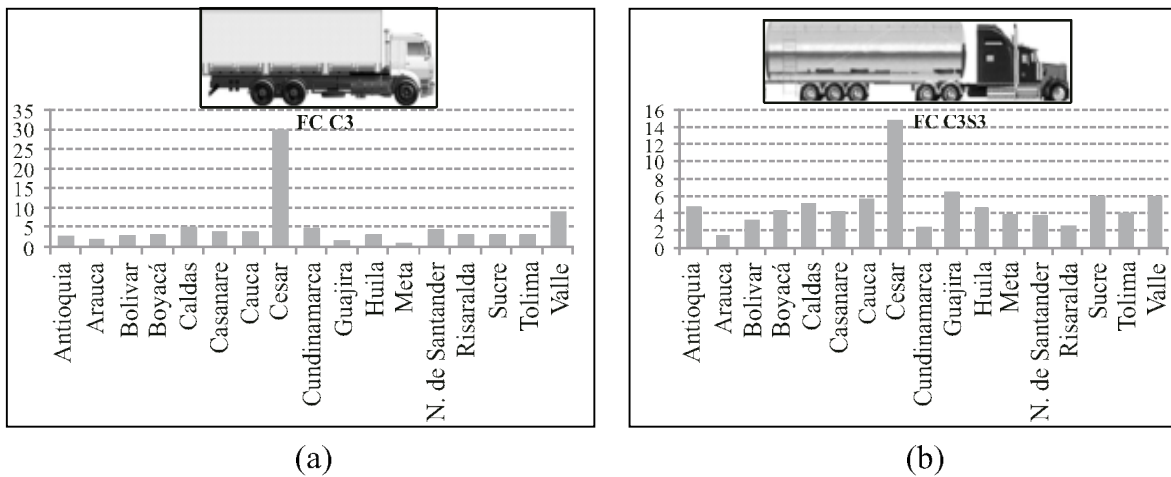 FC C3
35
30
25
20
15
10
5
0
Antioquia
Arauca
Bolivar
Boyacá
Caldas
Casanare
Cauca
Cesar
Cundinamarca
Guajira
Huila
Meta
N. de Santander
Risaralda
Sucre
Tolima
Valle
(a)
FC C3S3
16
14
12
10
8
6
4
2
0
Antioquia
Arauca
Bolivar
Boyacá
Caldas
Casanare
Cauca
Cesar
Cundinamarca
Guajira
Huila
Meta
N. de Santander
Risaralda
Sucre
Tolima
Valle
(b)